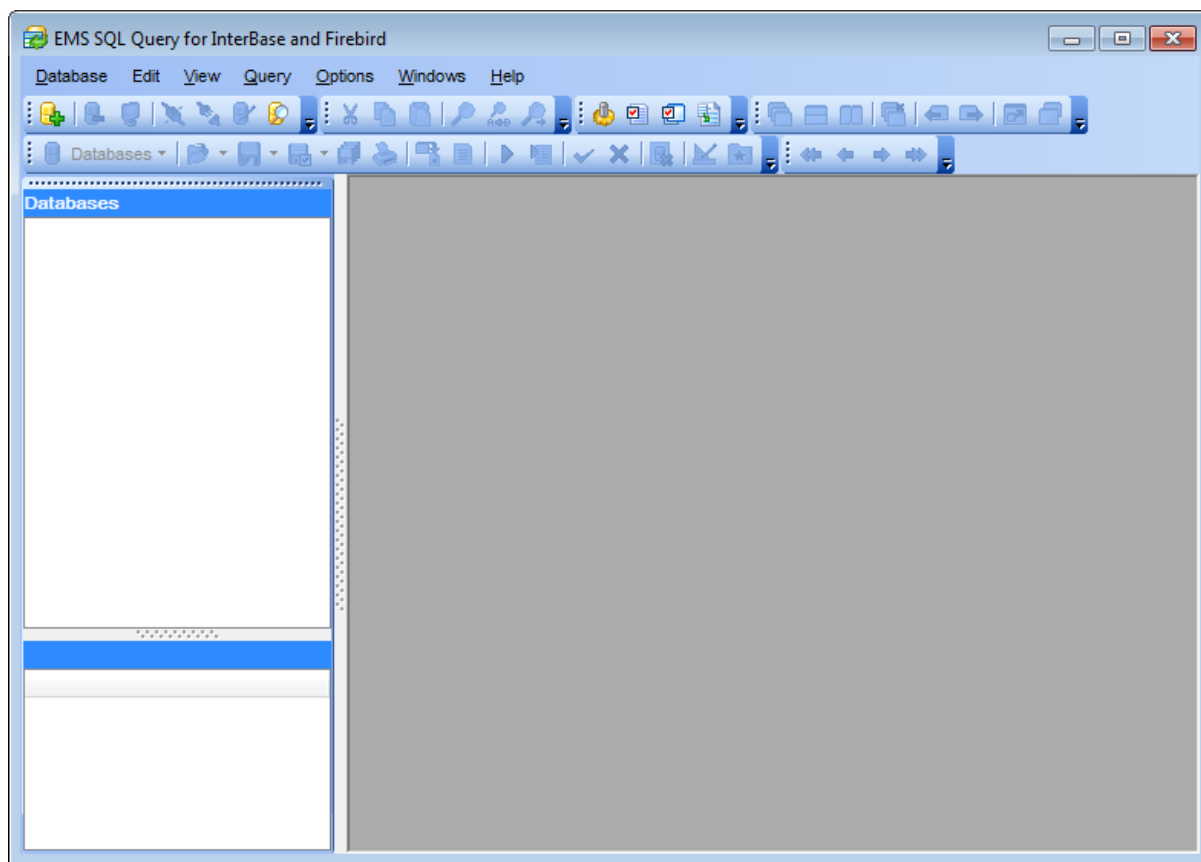 EMS SQL Query for InterBase and Firebird
Database Edit View Query Options Windows Help
Databases
Databases